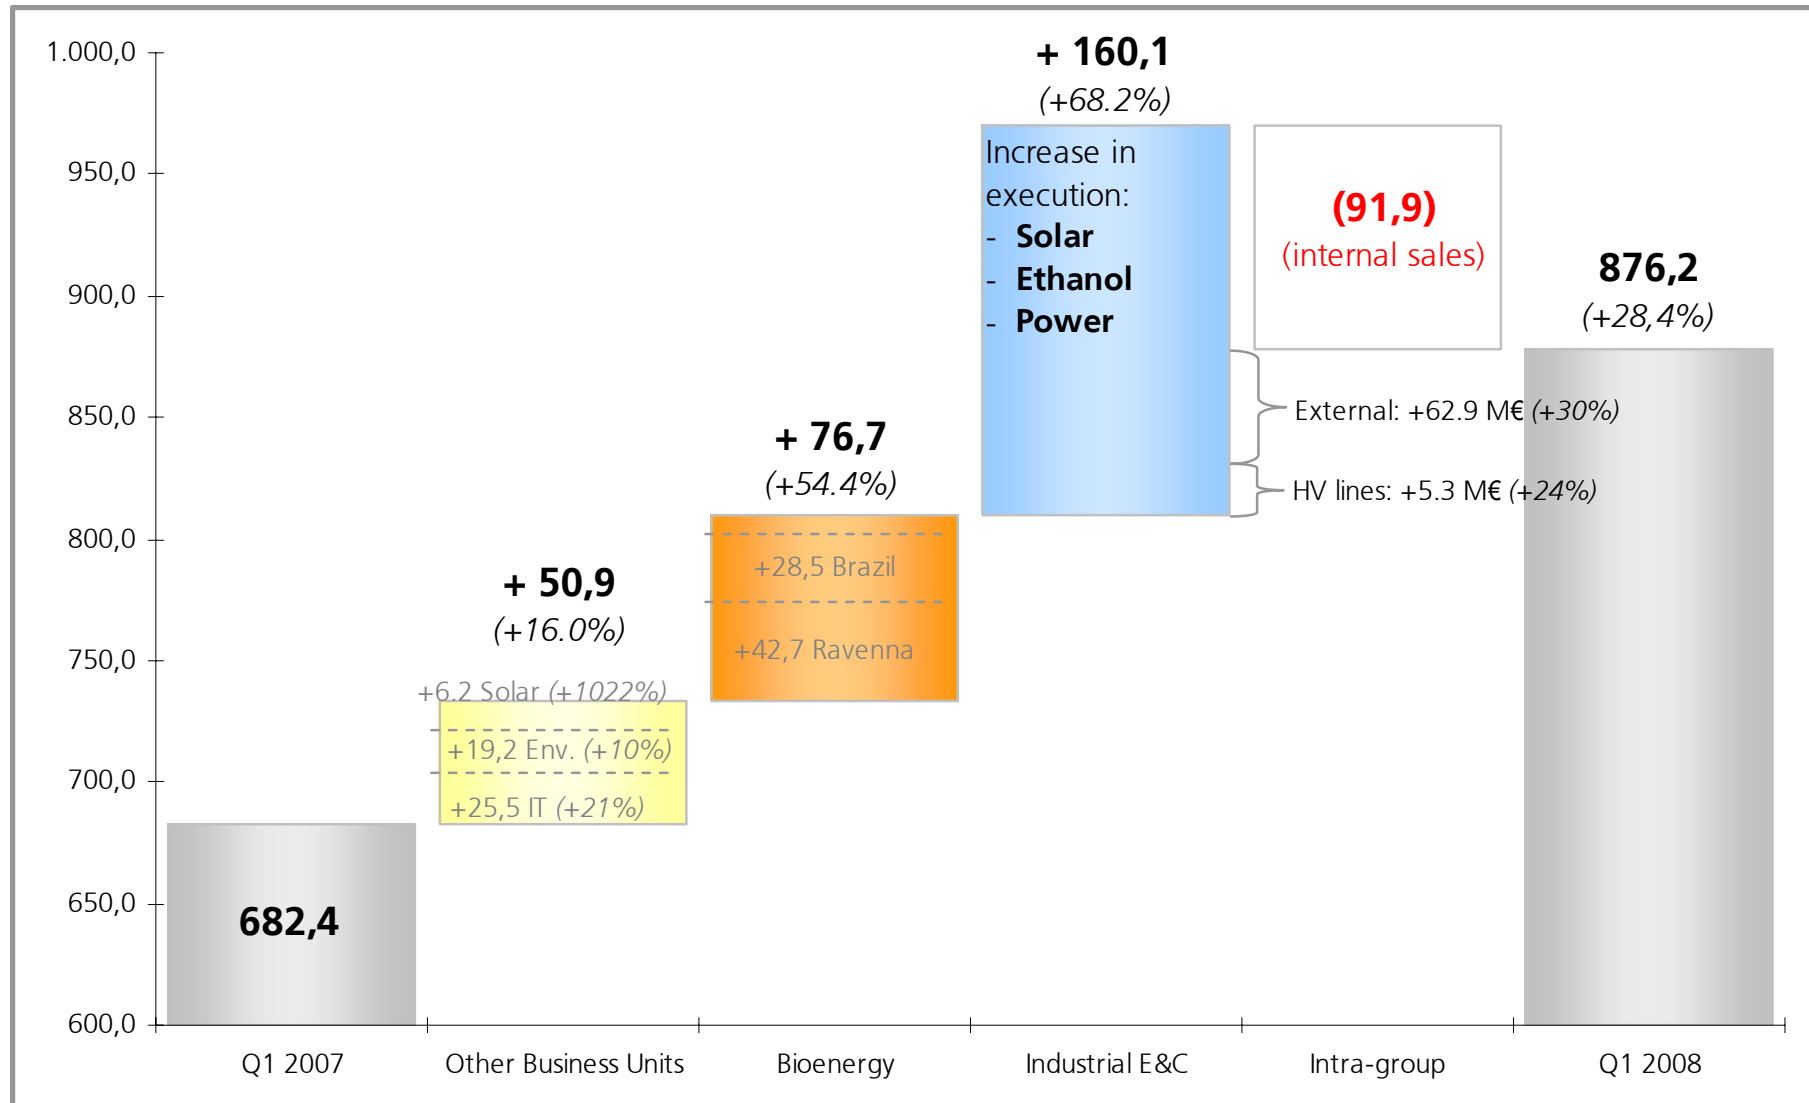 1.000,0
950,0
900,0
850,0
800,0
750,0
700,0
650,0
600,0
682,4
+ 50,9
(+16.0%)
+6.2 Solar (+1022%)
+19,2 Env. (+10%)
+25,5 IT (+21%)
+ 76,7
(+54.4%)
+28,5 Brazil
+42,7 Ravenna
+ 160,1
(+68.2%)
Increase in
execution:
- Solar
- Ethanol
- Power
(91,9)
(internal sales)
External: +62.9 M€ (+30%)
HV lines: +5.3 M€ (+24%)
876,2
(+28,4%)
Q1 2007
Other Business Units
Bioenergy
Industrial E&C
Intra-group
Q1 2008